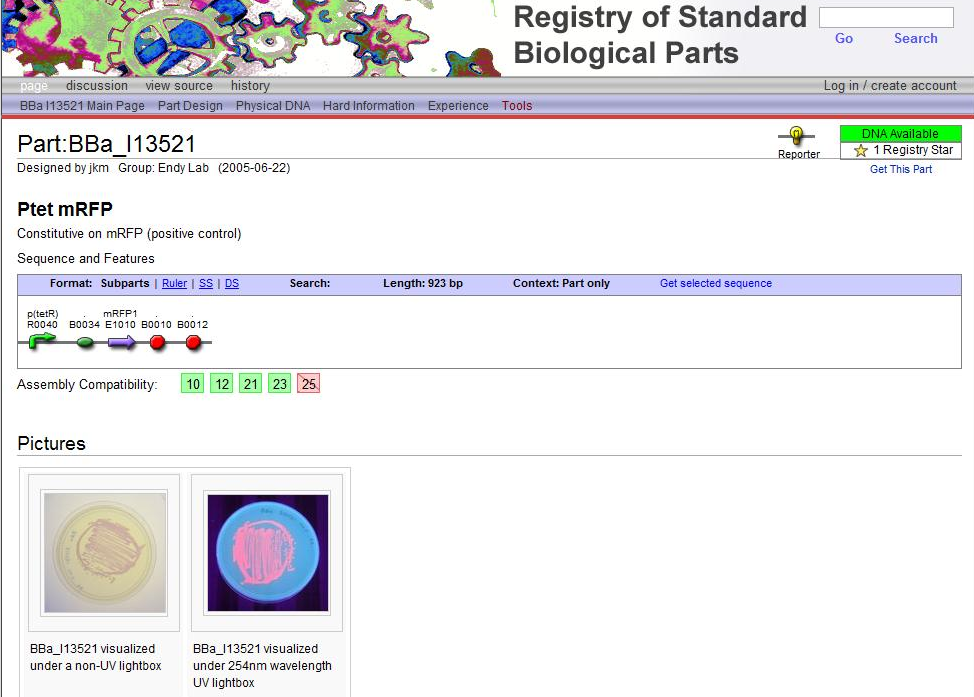 Registry of Standard
Biological Parts
Go Search
page discussion view source history Log in / create account
BBa I13521 Main Page Part Design Physical DNA Hard Information Experience Tools
Part:BBa_I13521
Reporter
DNA Available
1 Registry Star
Get This Part
Designed by jkm Group: Endy Lab (2005-06-22)
Ptet mRFP
Constitutive on mRFP (positive control)
Sequence and Features
Format: Subparts | Ruler | SS | DS Search: Length: 923 bp Context: Part only Get selected sequence
p(tetR) . mRFP1 . .
R0040 B0034 E1010 B0010 B0012
Assembly Compatibility: 10 12 21 23 25
Pictures
BBa_I13521 visualized
under a non-UV lightbox
BBa_I13521 visualized
under 254nm wavelength
UV lightbox